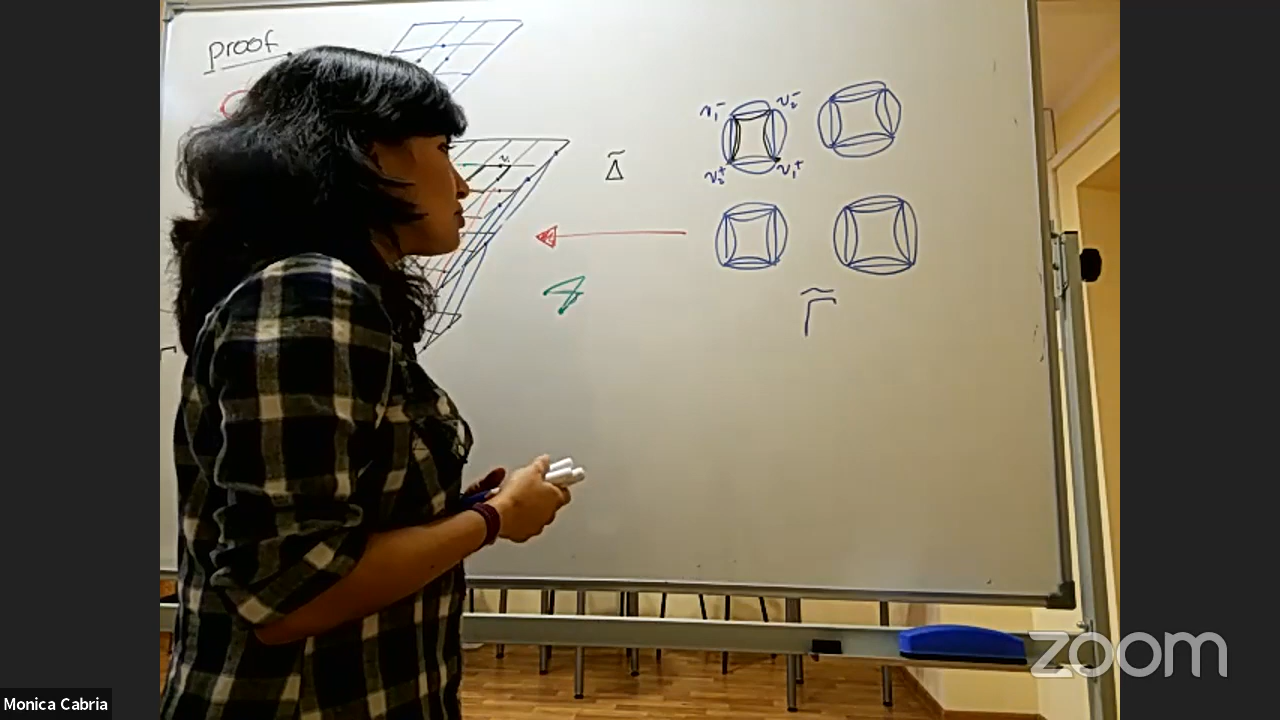 proof
v₁⁻ v₂⁻
v₂⁺ v₁⁺
Δ̃
Γ̃
zoom
Monica Cabria